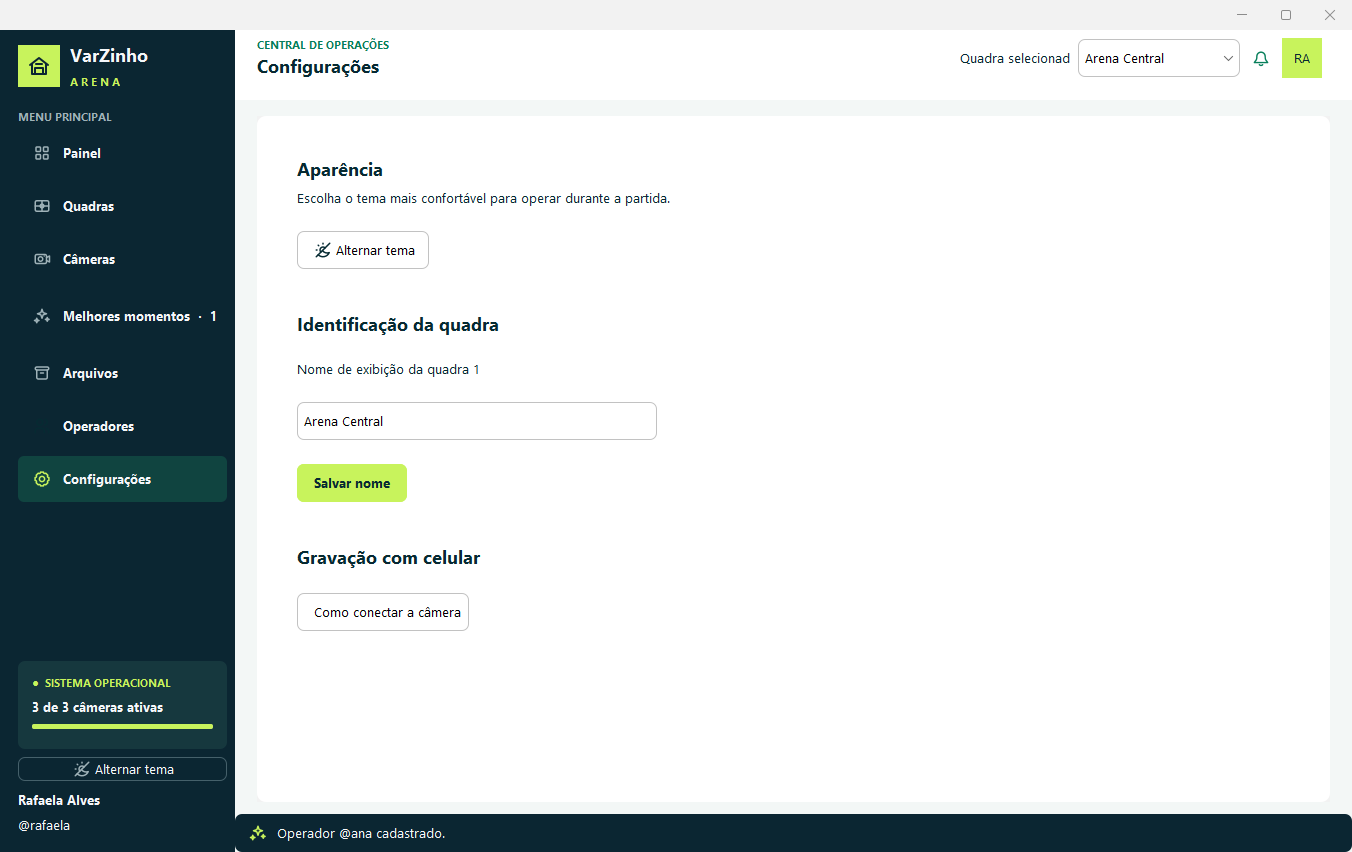 VarZinho
ARENA
MENU PRINCIPAL
Painel
Quadras
Câmeras
Melhores momentos · 1
Arquivos
Operadores
Configurações
● SISTEMA OPERACIONAL
3 de 3 câmeras ativas
Alternar tema
Rafaela Alves
@rafaela
CENTRAL DE OPERAÇÕES
Configurações
Quadra selecionad
Arena Central
RA
Aparência
Escolha o tema mais confortável para operar durante a partida.
Alternar tema
Identificação da quadra
Nome de exibição da quadra 1
Arena Central
Salvar nome
Gravação com celular
Como conectar a câmera
Operador @ana cadastrado.